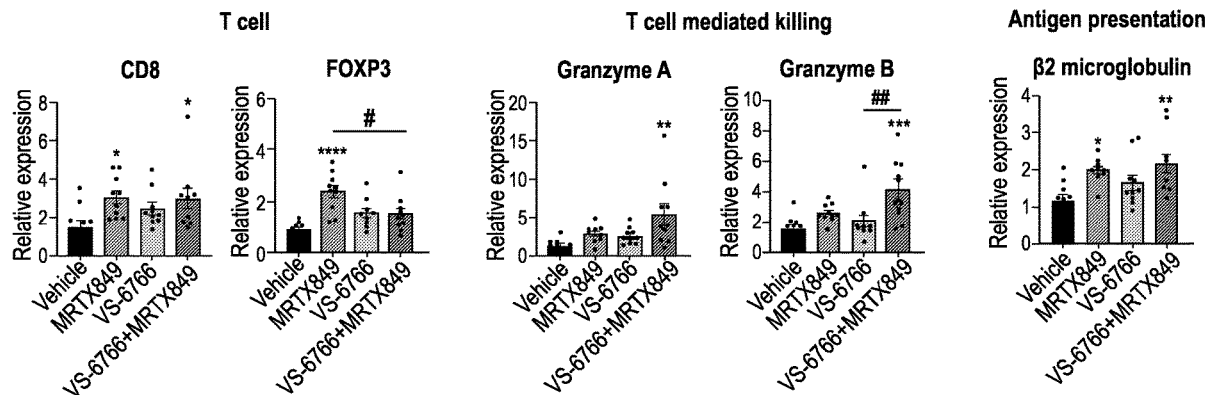 T cell
T cell mediated killing
Antigen presentation
CD8
FOXP3
Granzyme A
Granzyme B
β2 microglobulin
Relative expression
8
6
4
2
0
*
*
Vehicle
MRTX849
VS-6766
VS-6766+MRTX849
Relative expression
6
4
2
0
****
#
Vehicle
MRTX849
VS-6766
VS-6766+MRTX849
Relative expression
20
15
10
5
0
**
Vehicle
MRTX849
VS-6766
VS-6766+MRTX849
Relative expression
10
8
6
4
2
0
##
***
Vehicle
MRTX849
VS-6766
VS-6766+MRTX849
Relative expression
4
3
2
1
0
*
**
Vehicle
MRTX849
VS-6766
VS-6766+MRTX849